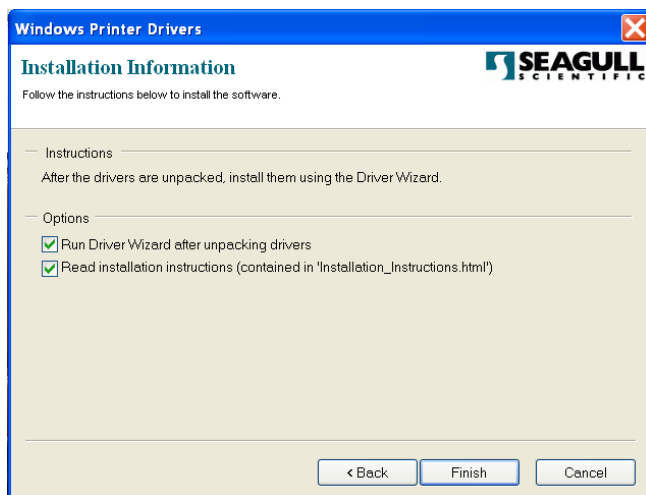 Windows Printer Drivers
Installation Information
Follow the instructions below to install the software.
SEAGULL
SCIENTIFIC
Instructions
After the drivers are unpacked, install them using the Driver Wizard.
Options
Run Driver Wizard after unpacking drivers
Read installation instructions (contained in 'Installation_Instructions.html')
< Back
Finish
Cancel